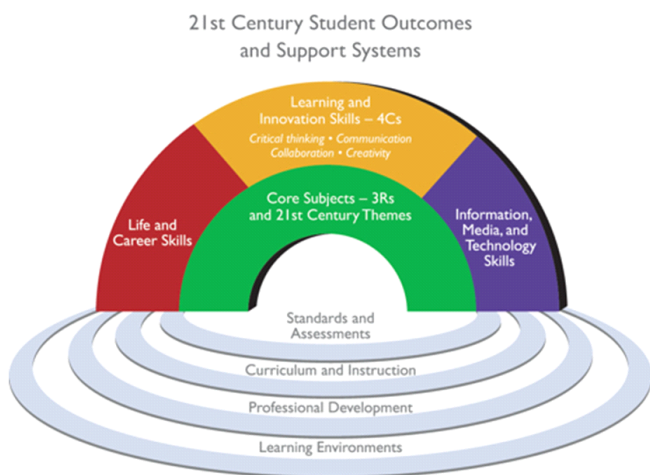 21st Century Student Outcomes
and Support Systems
Learning and
Innovation Skills – 4Cs
Critical thinking • Communication
Collaboration • Creativity
Core Subjects – 3Rs
and 21st Century Themes
Life and
Career Skills
Information,
Media, and
Technology
Skills
Standards and
Assessments
Curriculum and Instruction
Professional Development
Learning Environments